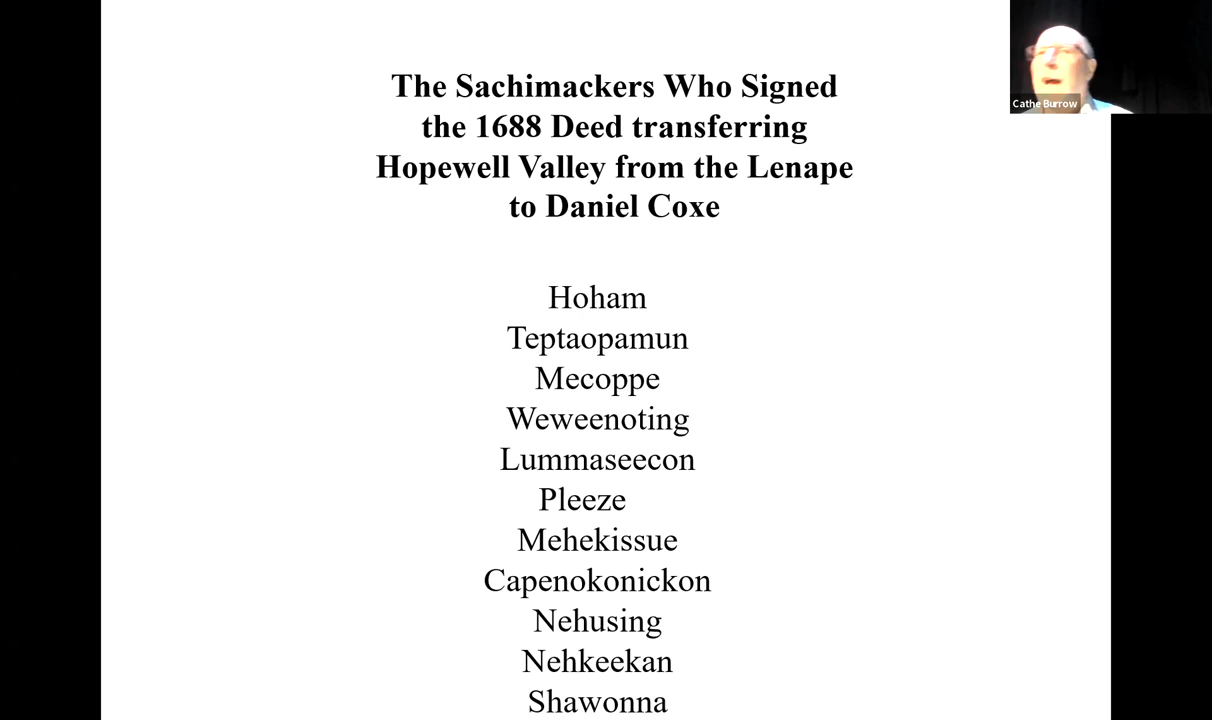 The Sachimackers Who Signed
the 1688 Deed transferring
Hopewell Valley from the Lenape
to Daniel Coxe
Cathe Burrow
Hoham
Teptaopamun
Mecoppe
Weweenoting
Lummaseecon
Pleeze
Mehekissue
Capenokonickon
Nehusing
Nehkeekan
Shawonna